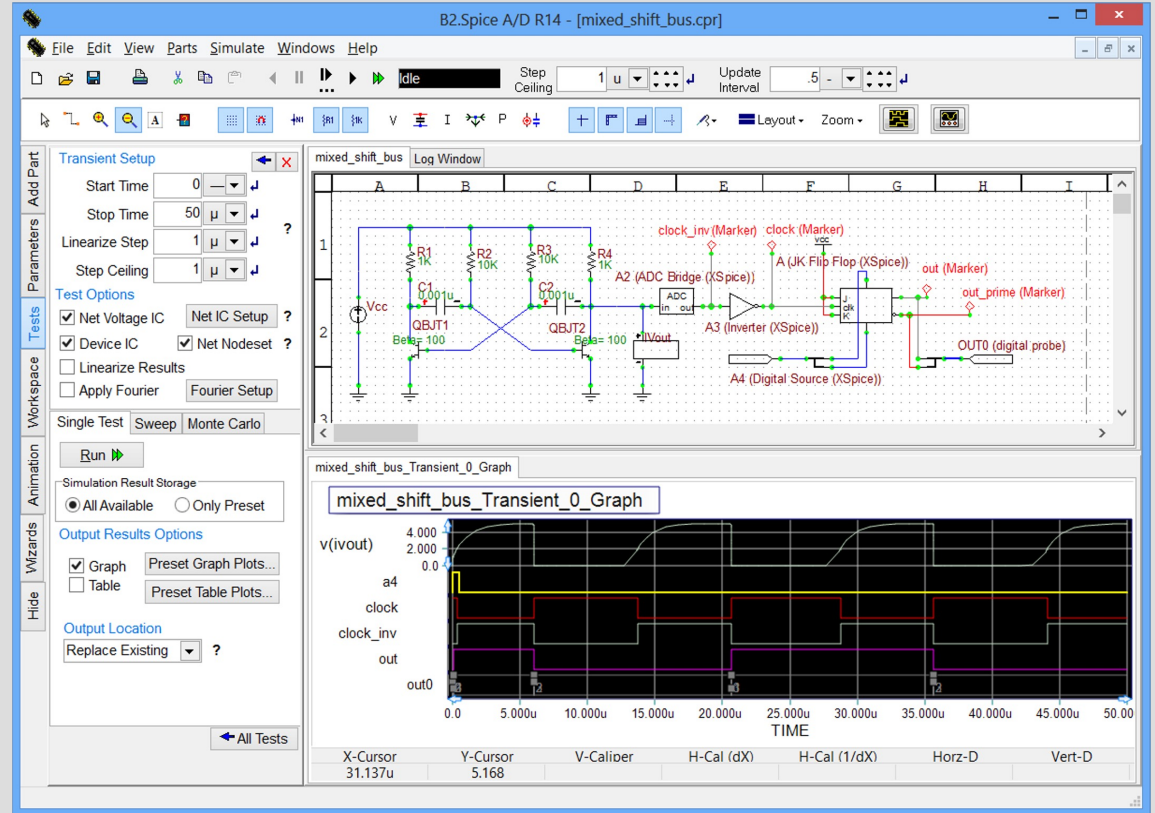 B2.Spice A/D R14 - [mixed_shift_bus.cpr]
File Edit View Parts Simulate Windows Help
Idle
Step Ceiling 1 u
Update Interval .5 -
A V I P Layout Zoom
Add Part
Parameters
Tests
Workspace
Animation
Wizards
Hide
Transient Setup
Start Time 0
Stop Time 50 µ ?
Linearize Step 1 µ
Step Ceiling 1 µ
Test Options
Net Voltage IC Net IC Setup ?
Device IC Net Nodeset ?
Linearize Results
Apply Fourier Fourier Setup
Single Test Sweep Monte Carlo
Run
Simulation Result Storage
All Available Only Preset
Output Results Options
Graph Preset Graph Plots...
Table Preset Table Plots...
Output Location
Replace Existing ?
All Tests
mixed_shift_bus Log Window
A B C D E F G H I
1
2
3
R1
1K
R2
10K
R3
10K
R4
1K
C1
0.001u
C2
0.001u
Vcc
QBJT1
Beta= 100
QBJT2
Beta= 100
IVout
A2 (ADC Bridge (XSpice))
ADC
in ou
clock_inv (Marker)
clock (Marker)
A3 (Inverter (XSpice))
vcc
A (JK Flip Flop (XSpice))
J
clk
K
out (Marker)
out_prime (Marker)
OUT0 (digital probe)
A4 (Digital Source (XSpice))
mixed_shift_bus_Transient_0_Graph
mixed_shift_bus_Transient_0_Graph
v(ivout)
4.000
2.000
0.0
a4
clock
clock_inv
out
out0
0.0 5.000u 10.000u 15.000u 20.000u 25.000u 30.000u 35.000u 40.000u 45.000u 50.00
TIME
X-Cursor Y-Cursor V-Caliper H-Cal (dX) H-Cal (1/dX) Horz-D Vert-D
31.137u 5.168